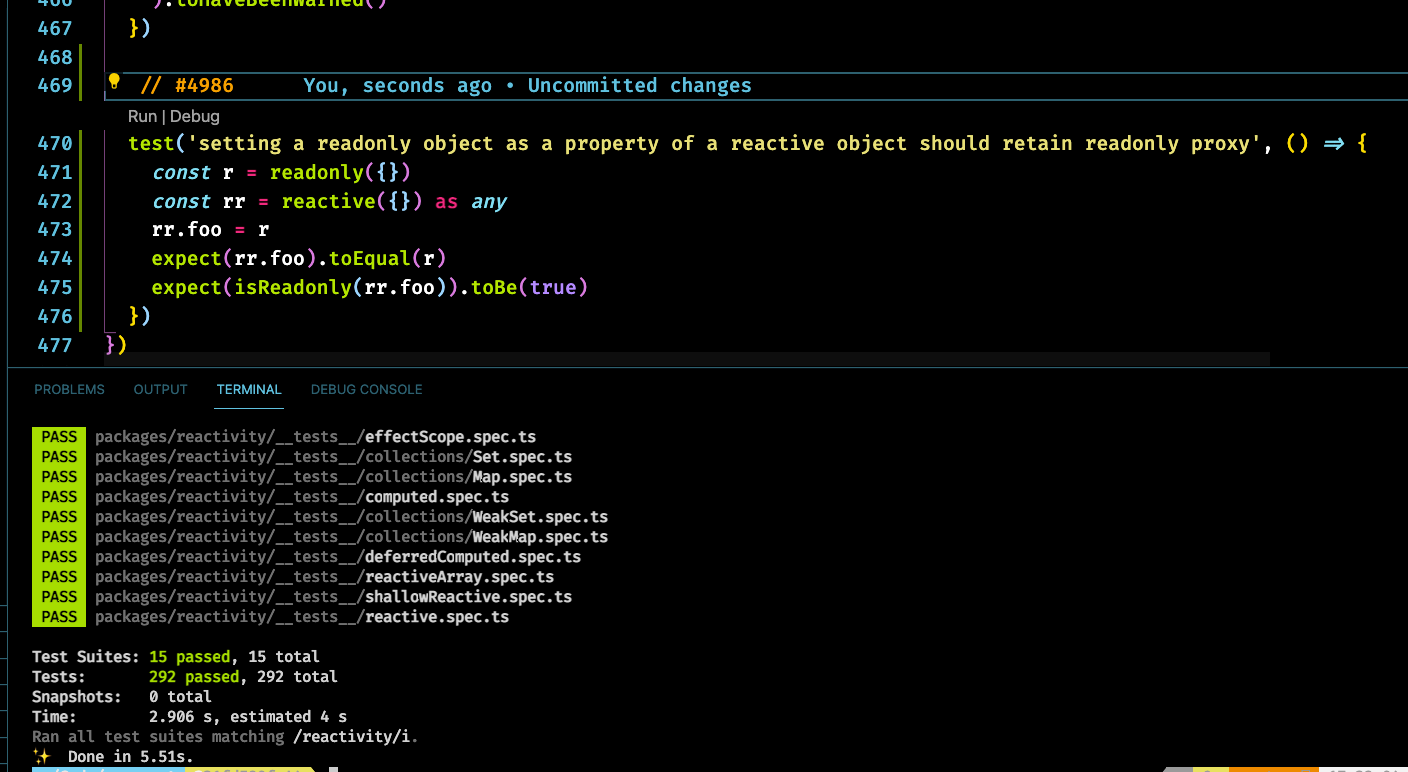 466 ).toHaveBeenWarned()
467 })
468
469 // #4986 You, seconds ago • Uncommitted changes
Run | Debug
470 test('setting a readonly object as a property of a reactive object should retain readonly proxy', () => {
471 const r = readonly({})
472 const rr = reactive({}) as any
473 rr.foo = r
474 expect(rr.foo).toEqual(r)
475 expect(isReadonly(rr.foo)).toBe(true)
476 })
477 })
PROBLEMS OUTPUT TERMINAL DEBUG CONSOLE
PASS packages/reactivity/__tests__/effectScope.spec.ts
PASS packages/reactivity/__tests__/collections/Set.spec.ts
PASS packages/reactivity/__tests__/collections/Map.spec.ts
PASS packages/reactivity/__tests__/computed.spec.ts
PASS packages/reactivity/__tests__/collections/WeakSet.spec.ts
PASS packages/reactivity/__tests__/collections/WeakMap.spec.ts
PASS packages/reactivity/__tests__/deferredComputed.spec.ts
PASS packages/reactivity/__tests__/reactiveArray.spec.ts
PASS packages/reactivity/__tests__/shallowReactive.spec.ts
PASS packages/reactivity/__tests__/reactive.spec.ts
Test Suites: 15 passed, 15 total
Tests: 292 passed, 292 total
Snapshots: 0 total
Time: 2.906 s, estimated 4 s
Ran all test suites matching /reactivity/i.
✨ Done in 5.51s.